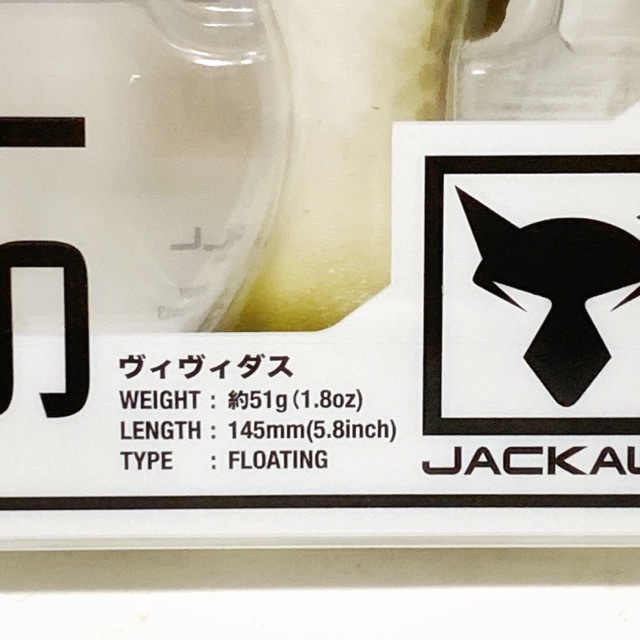 ヴィヴィダス
WEIGHT : 約51g(1.8oz)
LENGTH : 145mm(5.8inch)
TYPE : FLOATING
JACKAL